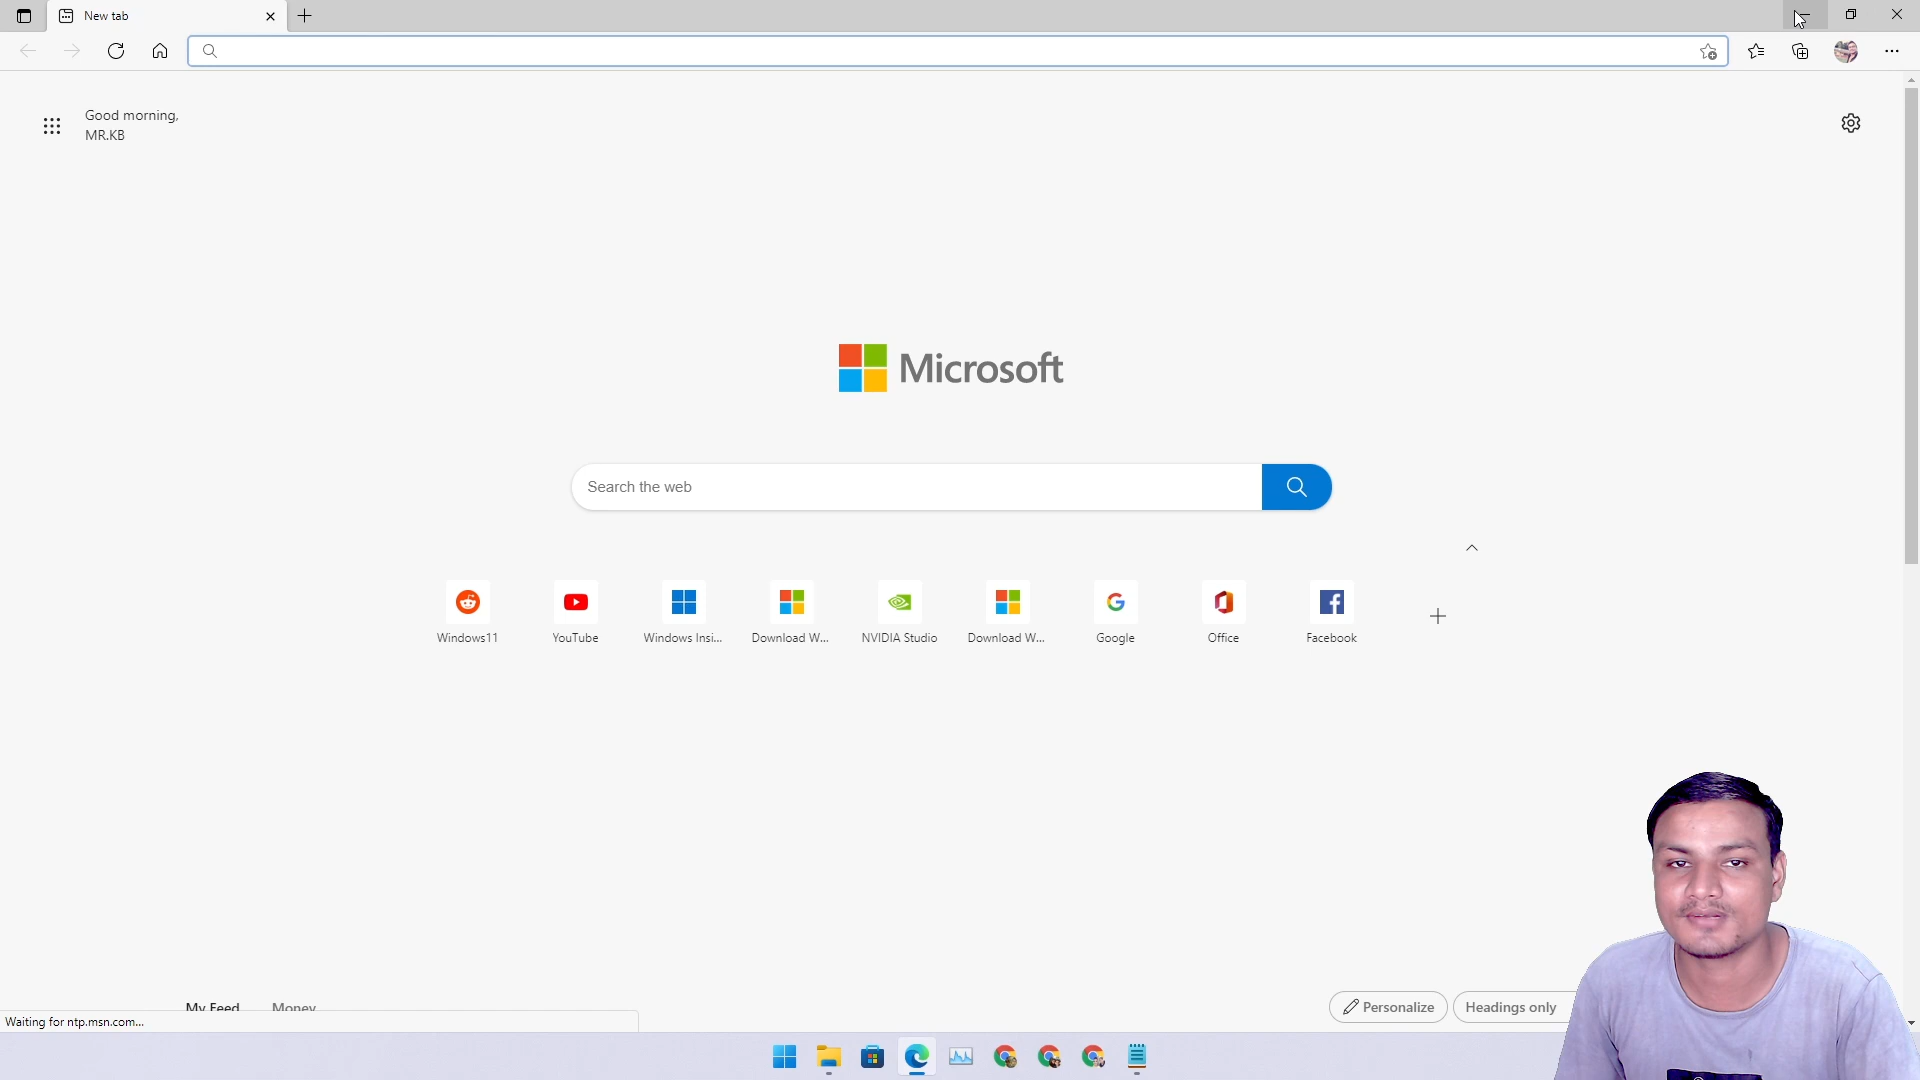 New tab
Good morning,
MR.KB
Microsoft
Search the web
Windows11
YouTube
Windows Insi...
Download W...
NVIDIA Studio
Download W...
Google
Office
Facebook
My Feed
Money
Personalize
Headings only
Waiting for ntp.msn.com...